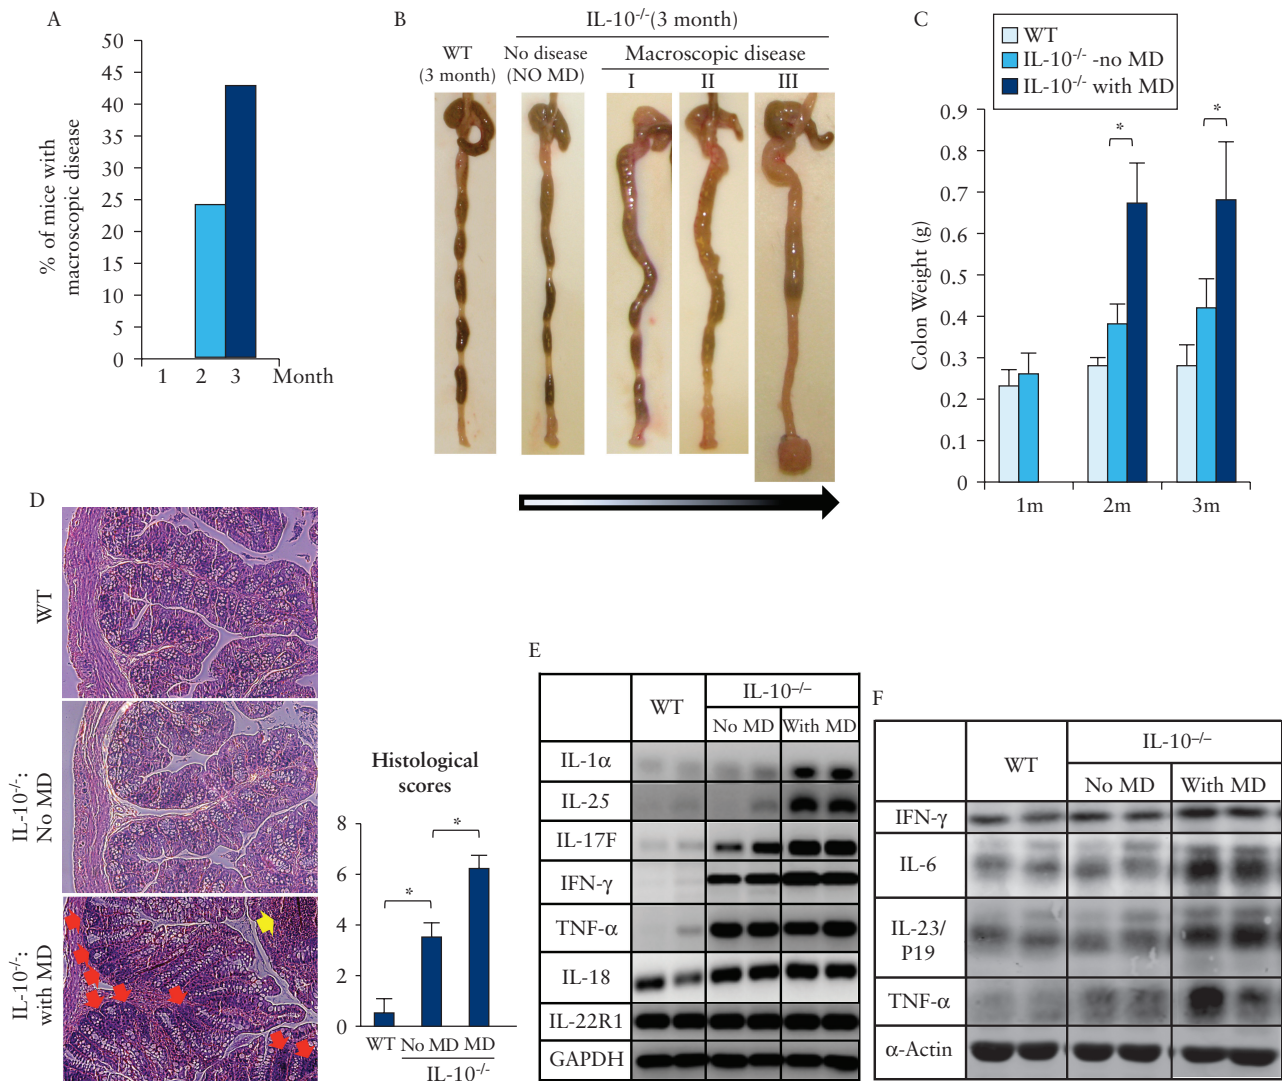 A
50
45
40
35
30
25
20
15
10
5
0
% of mice with
macroscopic disease
1 2 3 Month
B
IL-10⁻/⁻(3 month)
WT
(3 month)
No disease
(NO MD)
Macroscopic disease
I II III
C
WT
IL-10⁻/⁻ -no MD
IL-10⁻/⁻ with MD
0.9
0.8
0.7
0.6
0.5
0.4
0.3
0.2
0.1
0
Colon Weight (g)
* *
1m 2m 3m
D
WT
IL-10⁻/⁻:
No MD
IL-10⁻/⁻:
with MD
Histological
scores
8
6
4
2
0
* *
WT No MD MD
IL-10⁻/⁻
E
WT
IL-10⁻/⁻
No MD With MD
IL-1α
IL-25
IL-17F
IFN-γ
TNF-α
IL-18
IL-22R1
GAPDH
F
WT
IL-10⁻/⁻
No MD With MD
IFN-γ
IL-6
IL-23/
P19
TNF-α
α-Actin